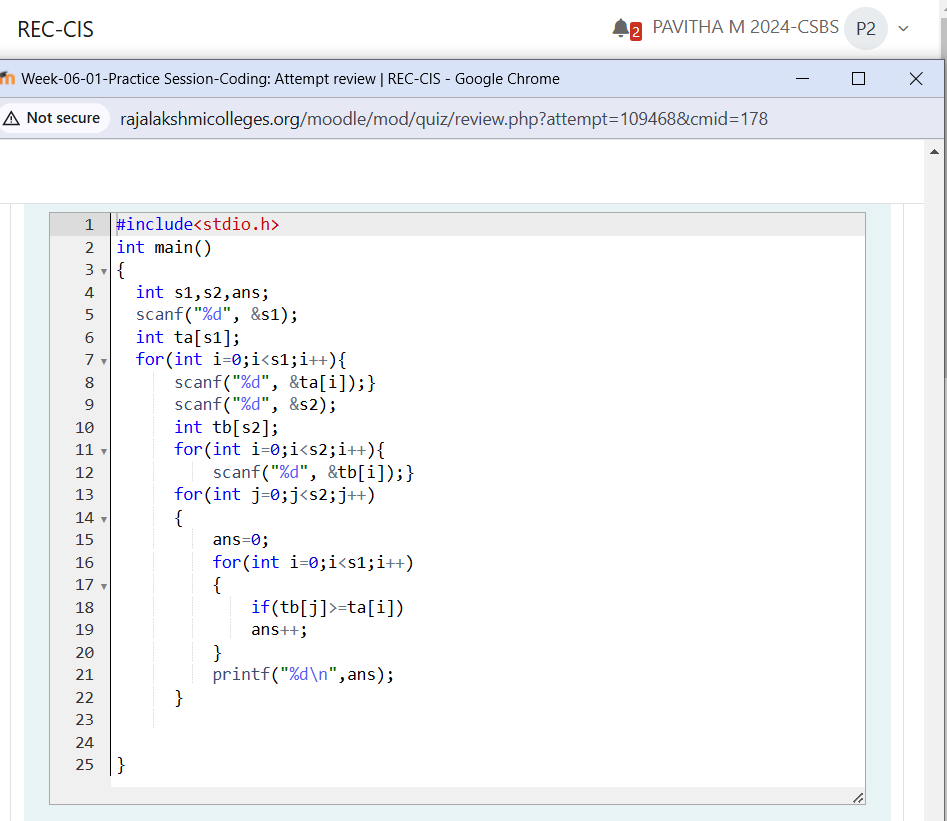 REC-CIS
2
PAVITHA M 2024-CSBS
P2
Week-06-01-Practice Session-Coding: Attempt review | REC-CIS - Google Chrome
Not secure
rajalakshmicolleges.org/moodle/mod/quiz/review.php?attempt=109468&cmid=178
1 #include<stdio.h>
2 int main()
3 {
4   int s1,s2,ans;
5   scanf("%d", &s1);
6   int ta[s1];
7   for(int i=0;i<s1;i++){
8       scanf("%d", &ta[i]);}
9       scanf("%d", &s2);
10       int tb[s2];
11       for(int i=0;i<s2;i++){
12           scanf("%d", &tb[i]);}
13       for(int j=0;j<s2;j++)
14       {
15           ans=0;
16           for(int i=0;i<s1;i++)
17           {
18               if(tb[j]>=ta[i])
19               ans++;
20           }
21           printf("%d\n",ans);
22       }
23
24
25 }